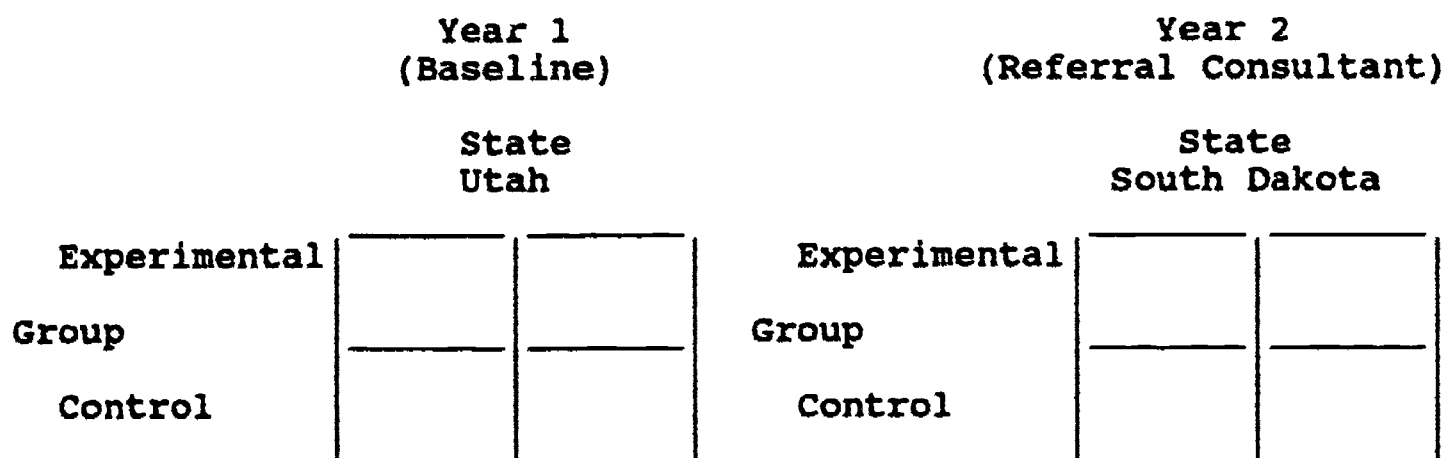 Year 1
(Baseline)
Year 2
(Referral Consultant)
State
Utah
State
South Dakota
Experimental
Experimental
Group
Group
Control
Control